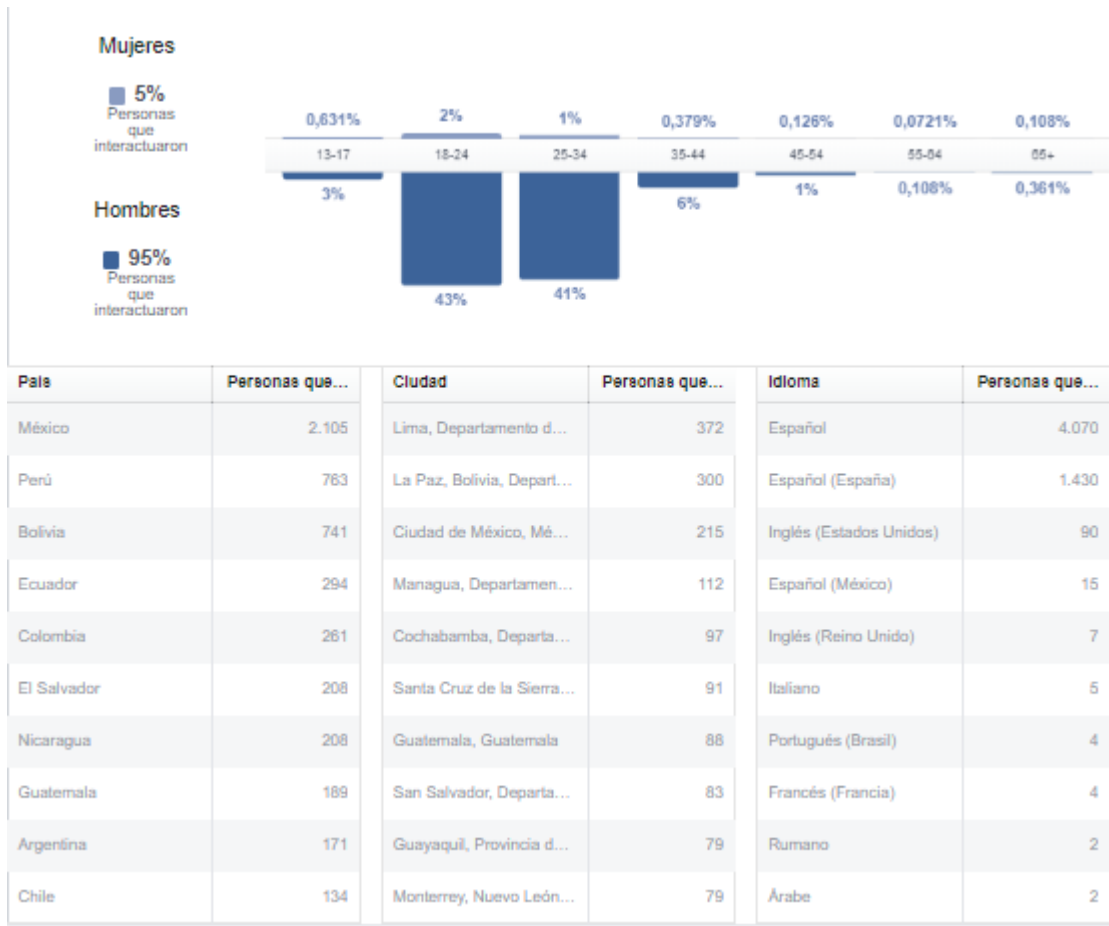 Mujeres
5%
Personas
que
interactuaron
0,631% 2% 1% 0,379% 0,126% 0,0721% 0,108%
13-17 18-24 25-34 35-44 45-54 55-64 65+
3% 43% 41% 6% 1% 0,108% 0,361%
Hombres
95%
Personas
que
interactuaron
País Personas que... Ciudad Personas que... Idioma Personas que...
México 2.105 Lima, Departamento d... 372 Español 4.070
Perú 763 La Paz, Bolivia, Depart... 300 Español (España) 1.430
Bolivia 741 Ciudad de México, Mé... 215 Inglés (Estados Unidos) 90
Ecuador 294 Managua, Departamen... 112 Español (México) 15
Colombia 261 Cochabamba, Departa... 97 Inglés (Reino Unido) 7
El Salvador 208 Santa Cruz de la Sierra... 91 Italiano 5
Nicaragua 208 Guatemala, Guatemala 88 Portugués (Brasil) 4
Guatemala 189 San Salvador, Departa... 83 Francés (Francia) 4
Argentina 171 Guayaquil, Provincia d... 79 Rumano 2
Chile 134 Monterrey, Nuevo León... 79 Árabe 2